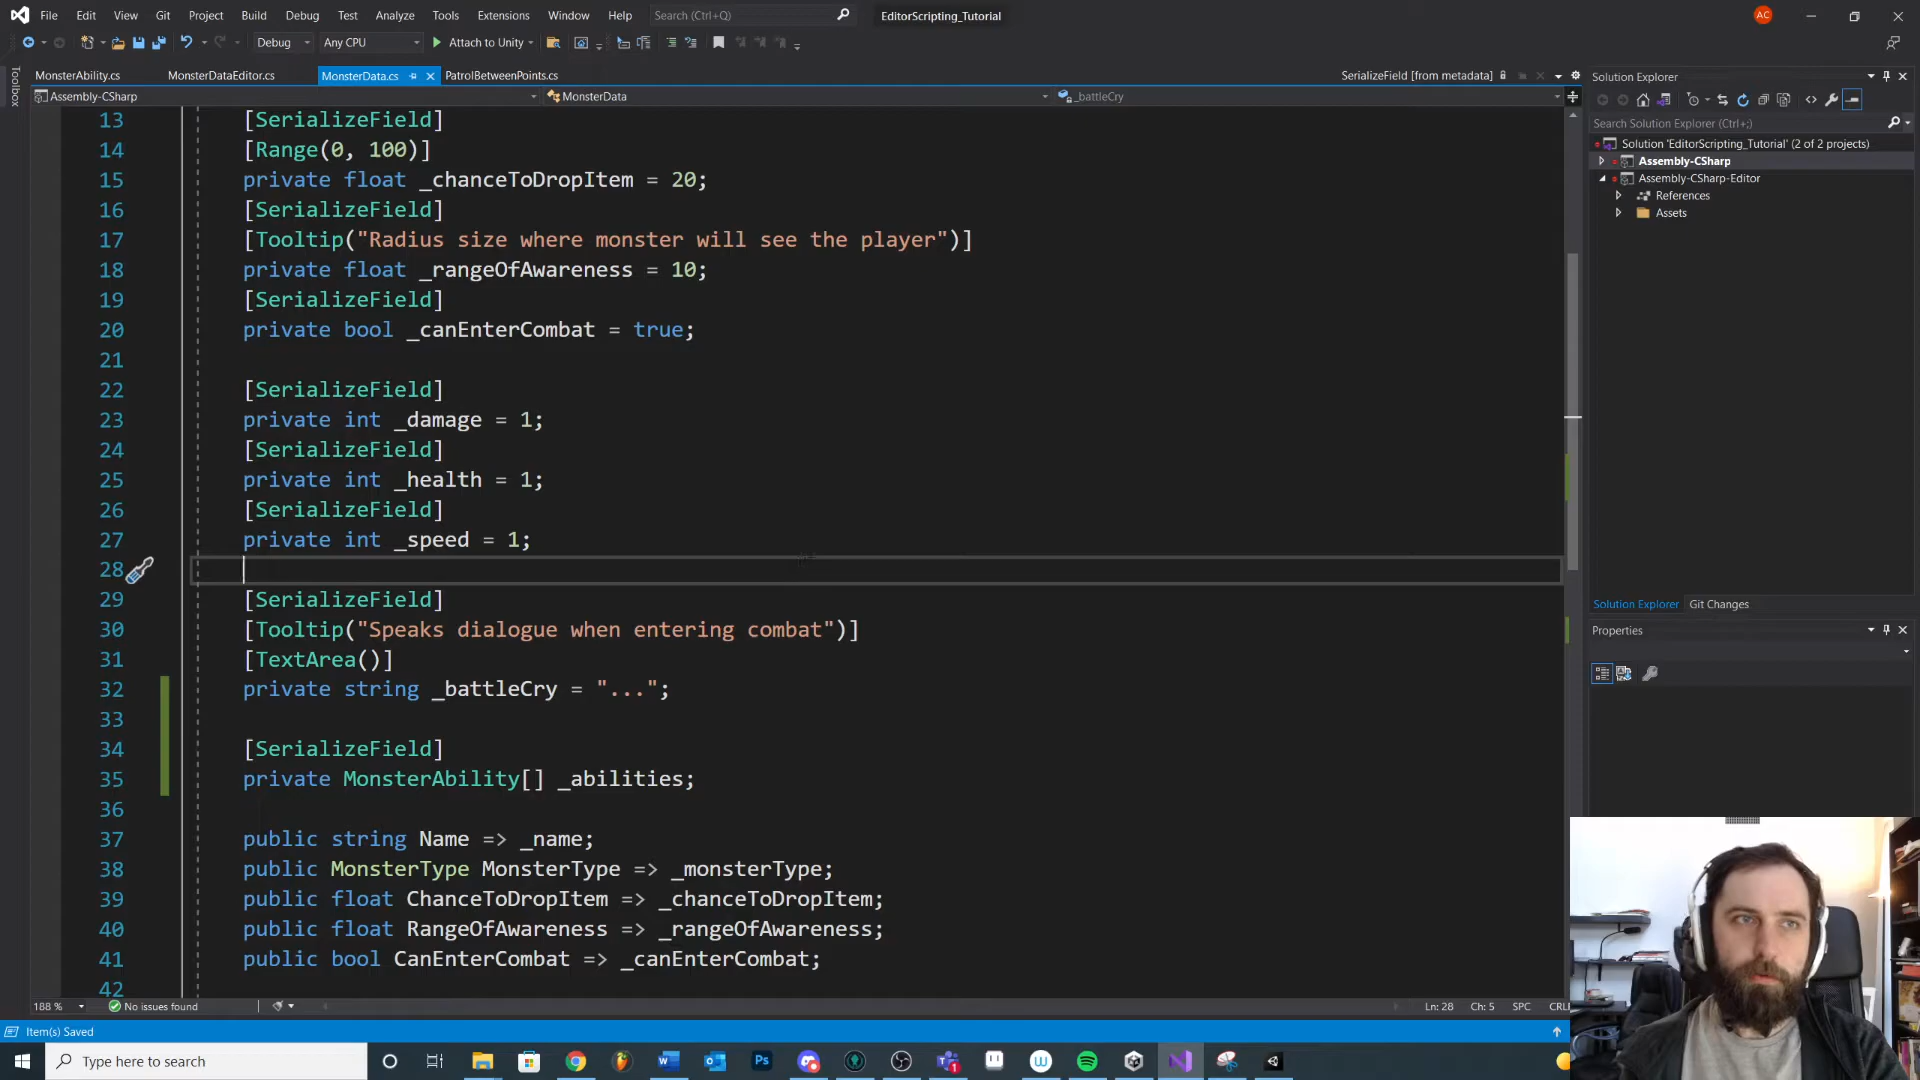 File Edit View Git Project Build Debug Test Analyze Tools Extensions Window Help Search (Ctrl+Q) EditorScripting_Tutorial AC
Debug Any CPU Attach to Unity
Toolbox
MonsterAbility.cs MonsterDataEditor.cs MonsterData.cs PatrolBetweenPoints.cs SerializeField [from metadata]
Assembly-CSharp MonsterData _battleCry
13 [SerializeField]
14 [Range(0, 100)]
15 private float _chanceToDropItem = 20;
16 [SerializeField]
17 [Tooltip("Radius size where monster will see the player")]
18 private float _rangeOfAwareness = 10;
19 [SerializeField]
20 private bool _canEnterCombat = true;
21
22 [SerializeField]
23 private int _damage = 1;
24 [SerializeField]
25 private int _health = 1;
26 [SerializeField]
27 private int _speed = 1;
28
29 [SerializeField]
30 [Tooltip("Speaks dialogue when entering combat")]
31 [TextArea()]
32 private string _battleCry = "...";
33
34 [SerializeField]
35 private MonsterAbility[] _abilities;
36
37 public string Name => _name;
38 public MonsterType MonsterType => _monsterType;
39 public float ChanceToDropItem => _chanceToDropItem;
40 public float RangeOfAwareness => _rangeOfAwareness;
41 public bool CanEnterCombat => _canEnterCombat;
42
188 % No issues found Ln: 28 Ch: 5 SPC CRL
Item(s) Saved
Solution Explorer
Search Solution Explorer (Ctrl+;)
Solution 'EditorScripting_Tutorial' (2 of 2 projects)
Assembly-CSharp
Assembly-CSharp-Editor
References
Assets
Solution Explorer Git Changes
Properties
Type here to search